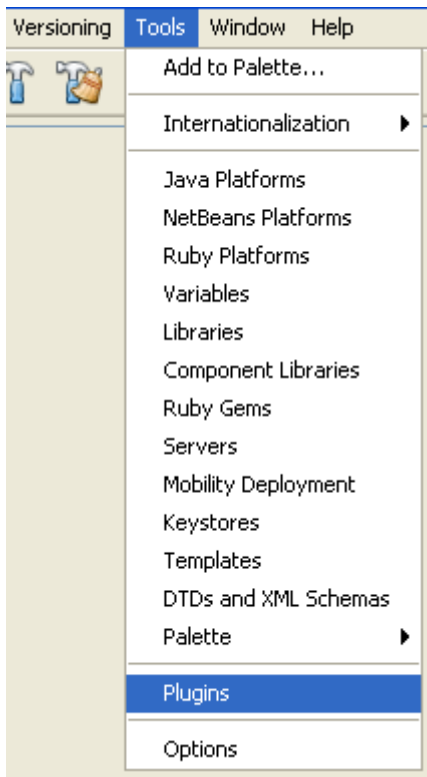 Versioning Tools Window Help
Add to Palette...
Internationalization
Java Platforms
NetBeans Platforms
Ruby Platforms
Variables
Libraries
Component Libraries
Ruby Gems
Servers
Mobility Deployment
Keystores
Templates
DTDs and XML Schemas
Palette
Plugins
Options